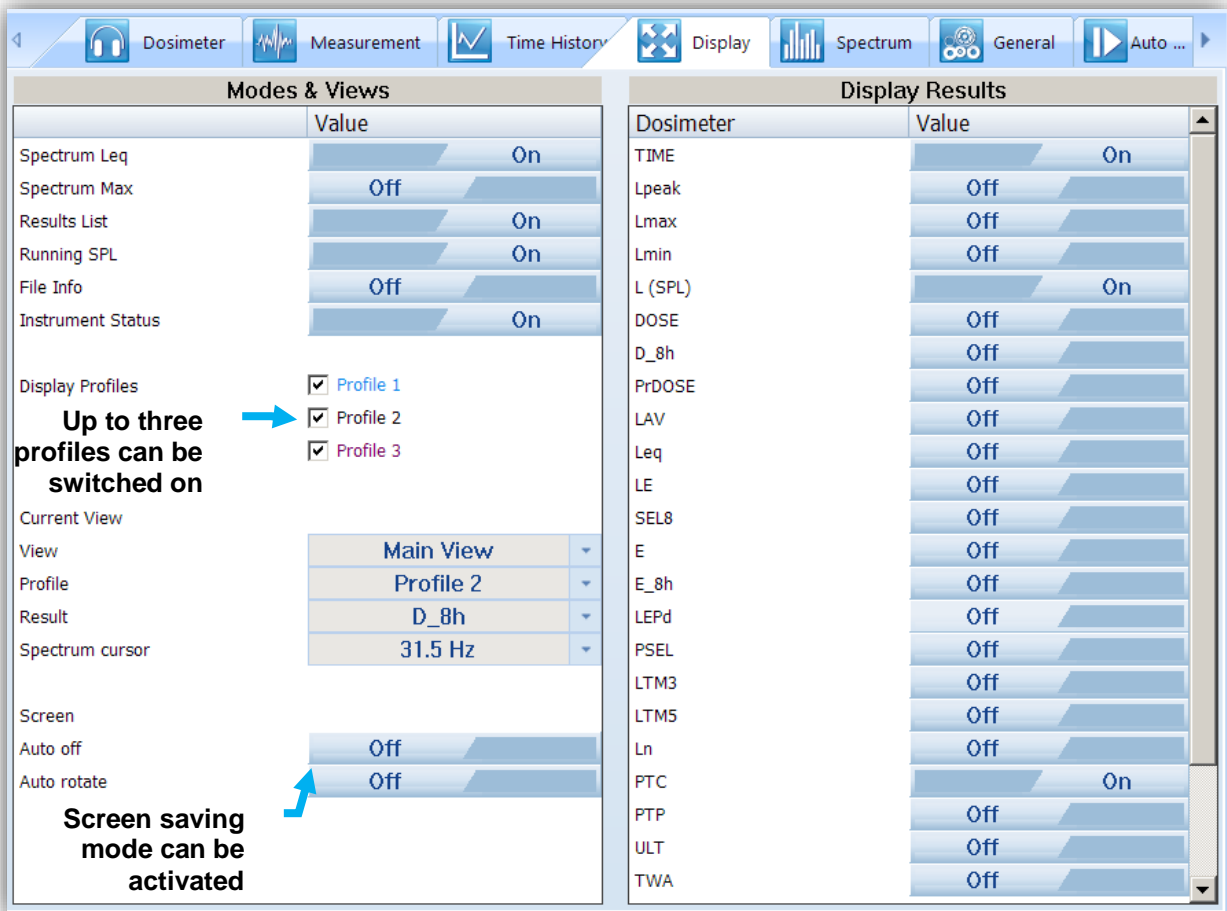 Dosimeter Measurement Time History Display Spectrum General Auto ...
Modes & Views
Value
Spectrum Leq On
Spectrum Max Off
Results List On
Running SPL On
File Info Off
Instrument Status On
Display Profiles Profile 1
Profile 2
Profile 3
Up to three
profiles can be
switched on
Current View
View Main View
Profile Profile 2
Result D_8h
Spectrum cursor 31.5 Hz
Screen
Auto off Off
Auto rotate Off
Screen saving
mode can be
activated
Display Results
Dosimeter Value
TIME On
Lpeak Off
Lmax Off
Lmin Off
L (SPL) On
DOSE Off
D_8h Off
PrDOSE Off
LAV Off
Leq Off
LE Off
SEL8 Off
E Off
E_8h Off
LEPd Off
PSEL Off
LTM3 Off
LTM5 Off
Ln Off
PTC On
PTP Off
ULT Off
TWA Off